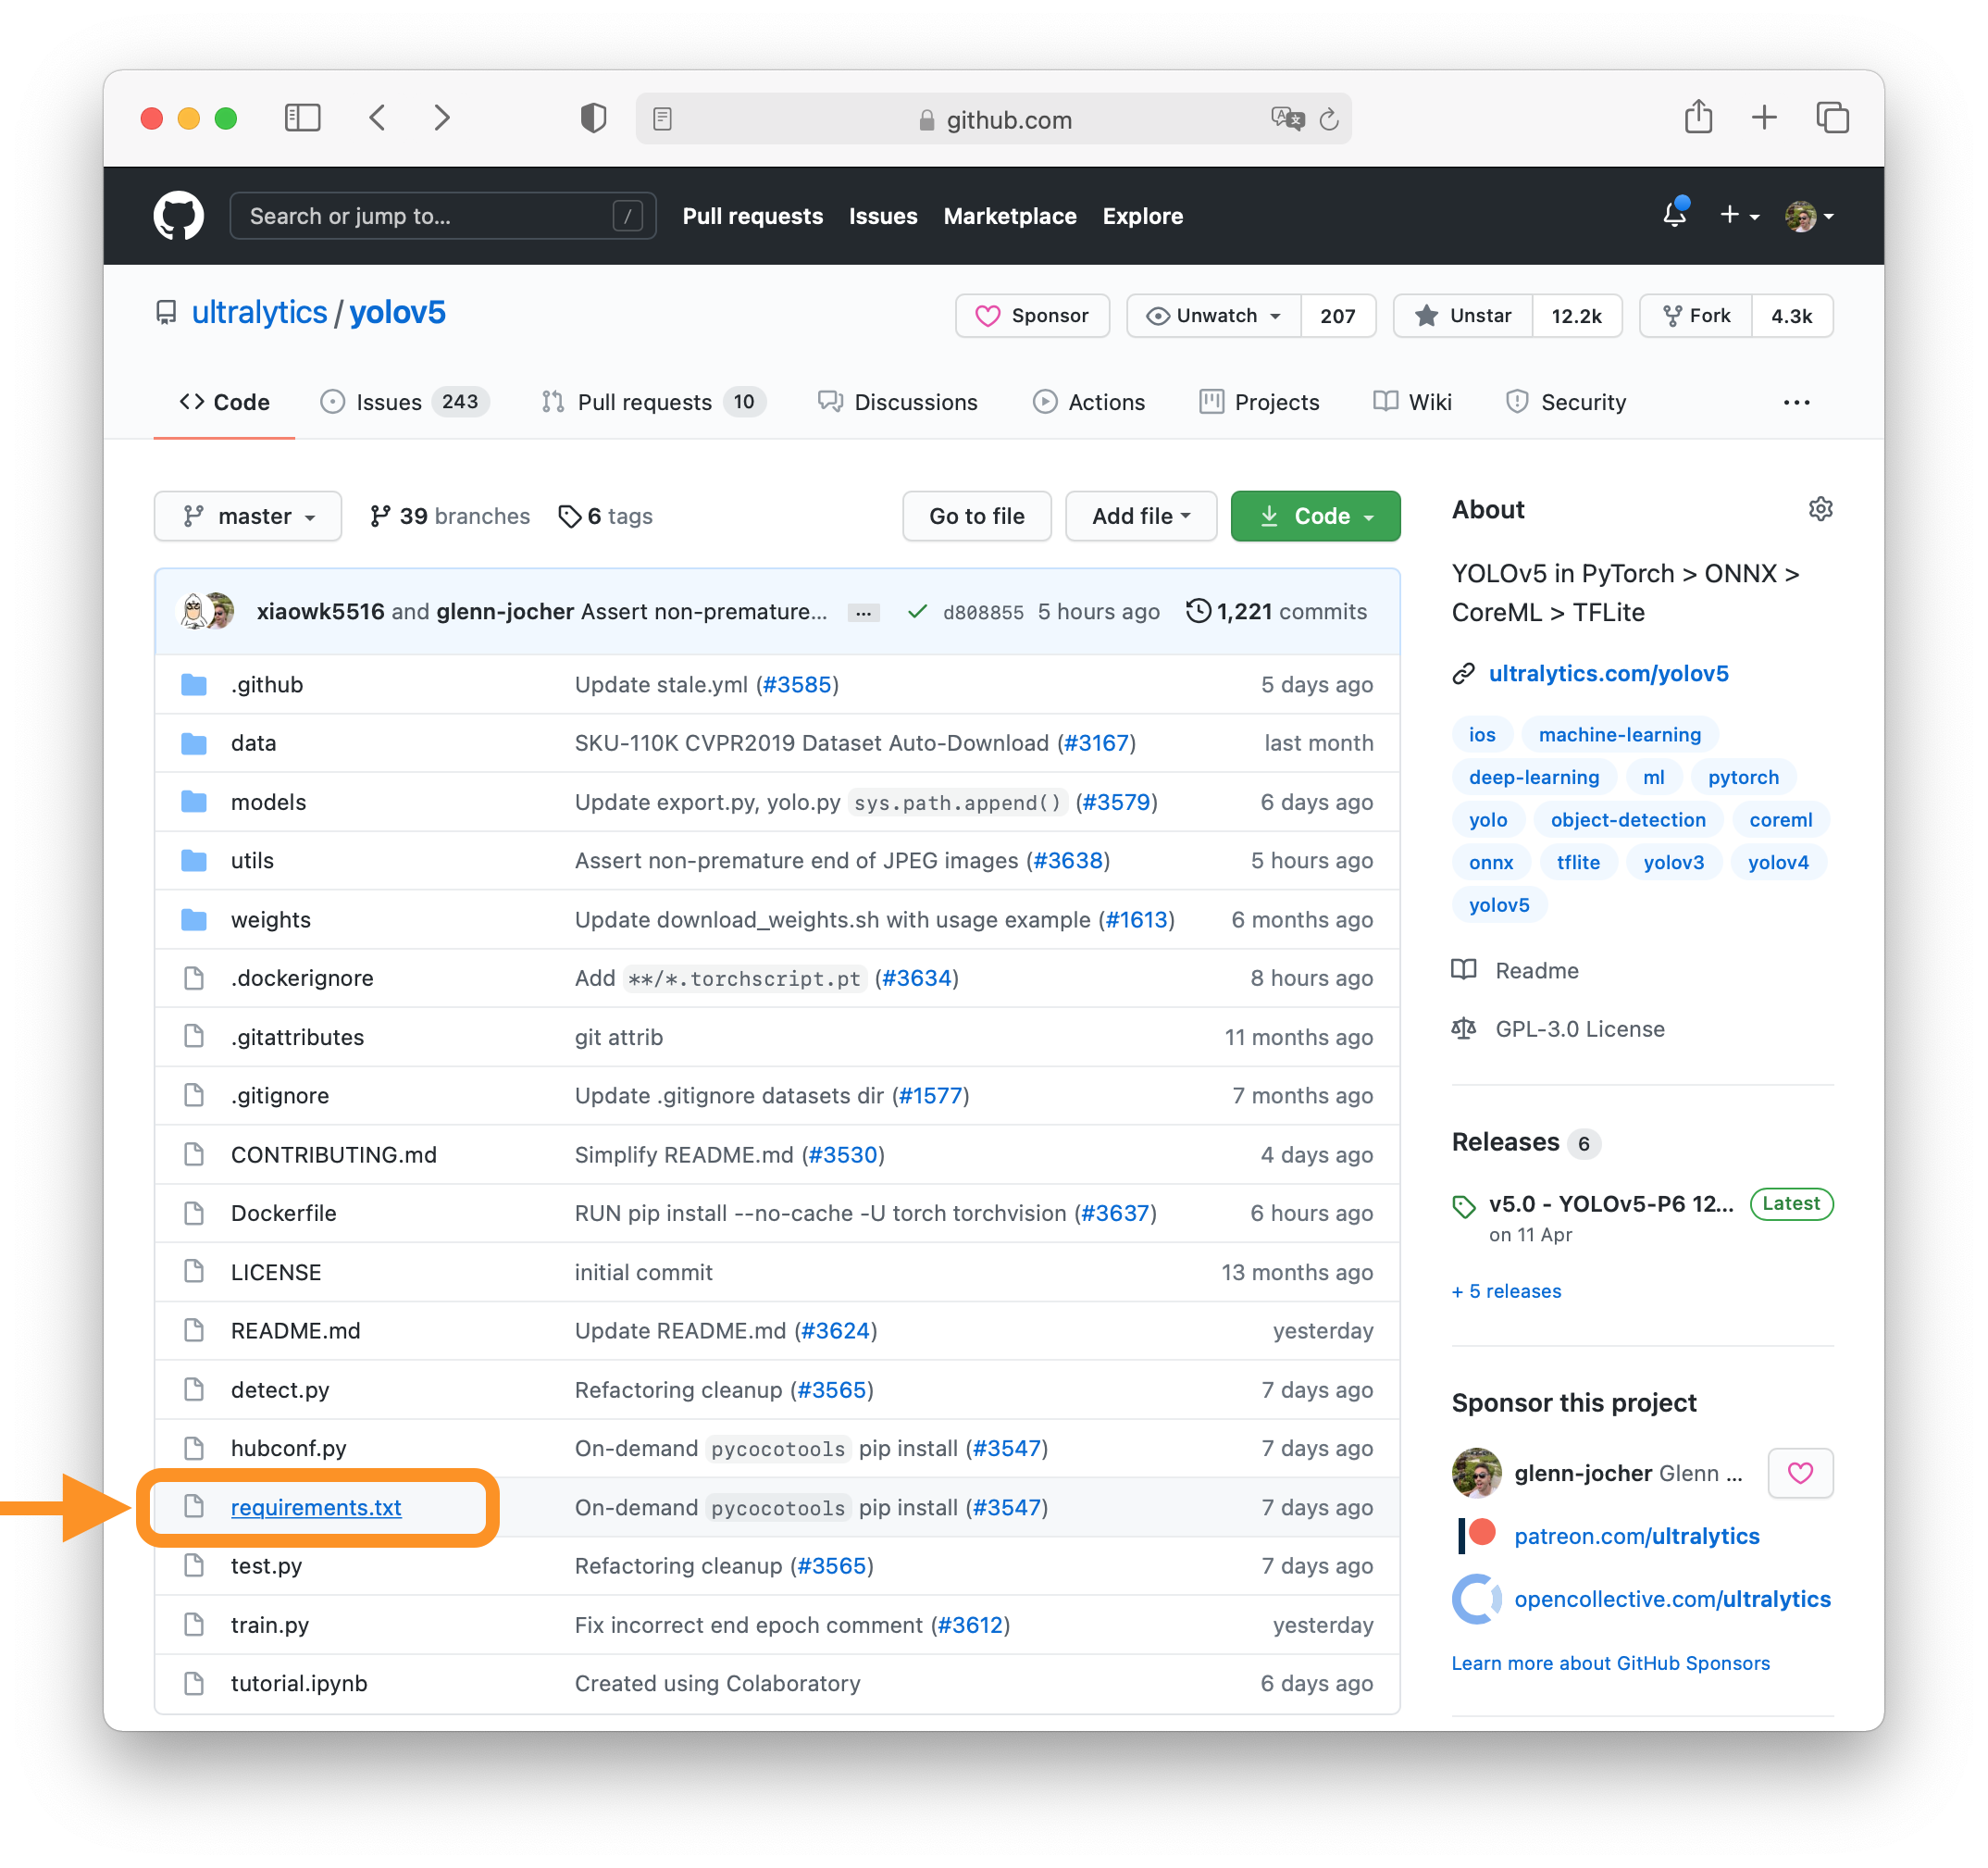 github.com
Search or jump to... /
Pull requests Issues Marketplace Explore
ultralytics / yolov5
Sponsor Unwatch 207 Unstar 12.2k Fork 4.3k
Code Issues 243 Pull requests 10 Discussions Actions Projects Wiki Security ...
master 39 branches 6 tags Go to file Add file Code
xiaowk5516 and glenn-jocher Assert non-premature... ... d808855 5 hours ago 1,221 commits
.github Update stale.yml (#3585) 5 days ago
data SKU-110K CVPR2019 Dataset Auto-Download (#3167) last month
models Update export.py, yolo.py sys.path.append() (#3579) 6 days ago
utils Assert non-premature end of JPEG images (#3638) 5 hours ago
weights Update download_weights.sh with usage example (#1613) 6 months ago
.dockerignore Add **/*.torchscript.pt (#3634) 8 hours ago
.gitattributes git attrib 11 months ago
.gitignore Update .gitignore datasets dir (#1577) 7 months ago
CONTRIBUTING.md Simplify README.md (#3530) 4 days ago
Dockerfile RUN pip install --no-cache -U torch torchvision (#3637) 6 hours ago
LICENSE initial commit 13 months ago
README.md Update README.md (#3624) yesterday
detect.py Refactoring cleanup (#3565) 7 days ago
hubconf.py On-demand pycocotools pip install (#3547) 7 days ago
requirements.txt On-demand pycocotools pip install (#3547) 7 days ago
test.py Refactoring cleanup (#3565) 7 days ago
train.py Fix incorrect end epoch comment (#3612) yesterday
tutorial.ipynb Created using Colaboratory 6 days ago
About
YOLOv5 in PyTorch > ONNX >
CoreML > TFLite
ultralytics.com/yolov5
ios machine-learning
deep-learning ml pytorch
yolo object-detection coreml
onnx tflite yolov3 yolov4
yolov5
Readme
GPL-3.0 License
Releases 6
v5.0 - YOLOv5-P6 12... Latest
on 11 Apr
+ 5 releases
Sponsor this project
glenn-jocher Glenn ...
patreon.com/ultralytics
opencollective.com/ultralytics
Learn more about GitHub Sponsors